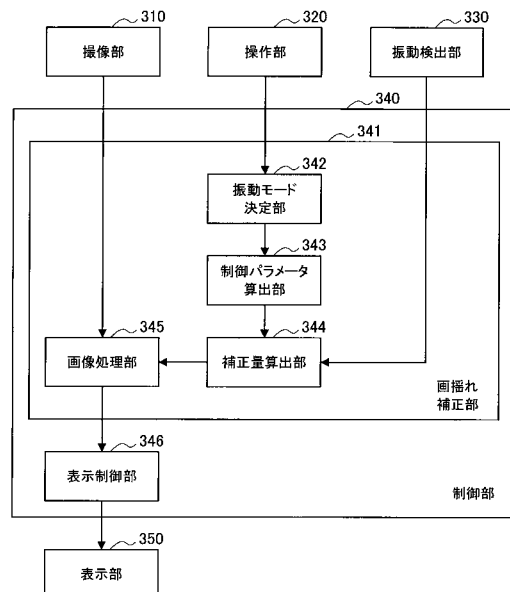 310
撮像部
320
操作部
330
振動検出部
340
341
342
振動モード
決定部
343
制御パラメータ
算出部
345
画像処理部
344
補正量算出部
画揺れ
補正部
346
表示制御部
制御部
350
表示部